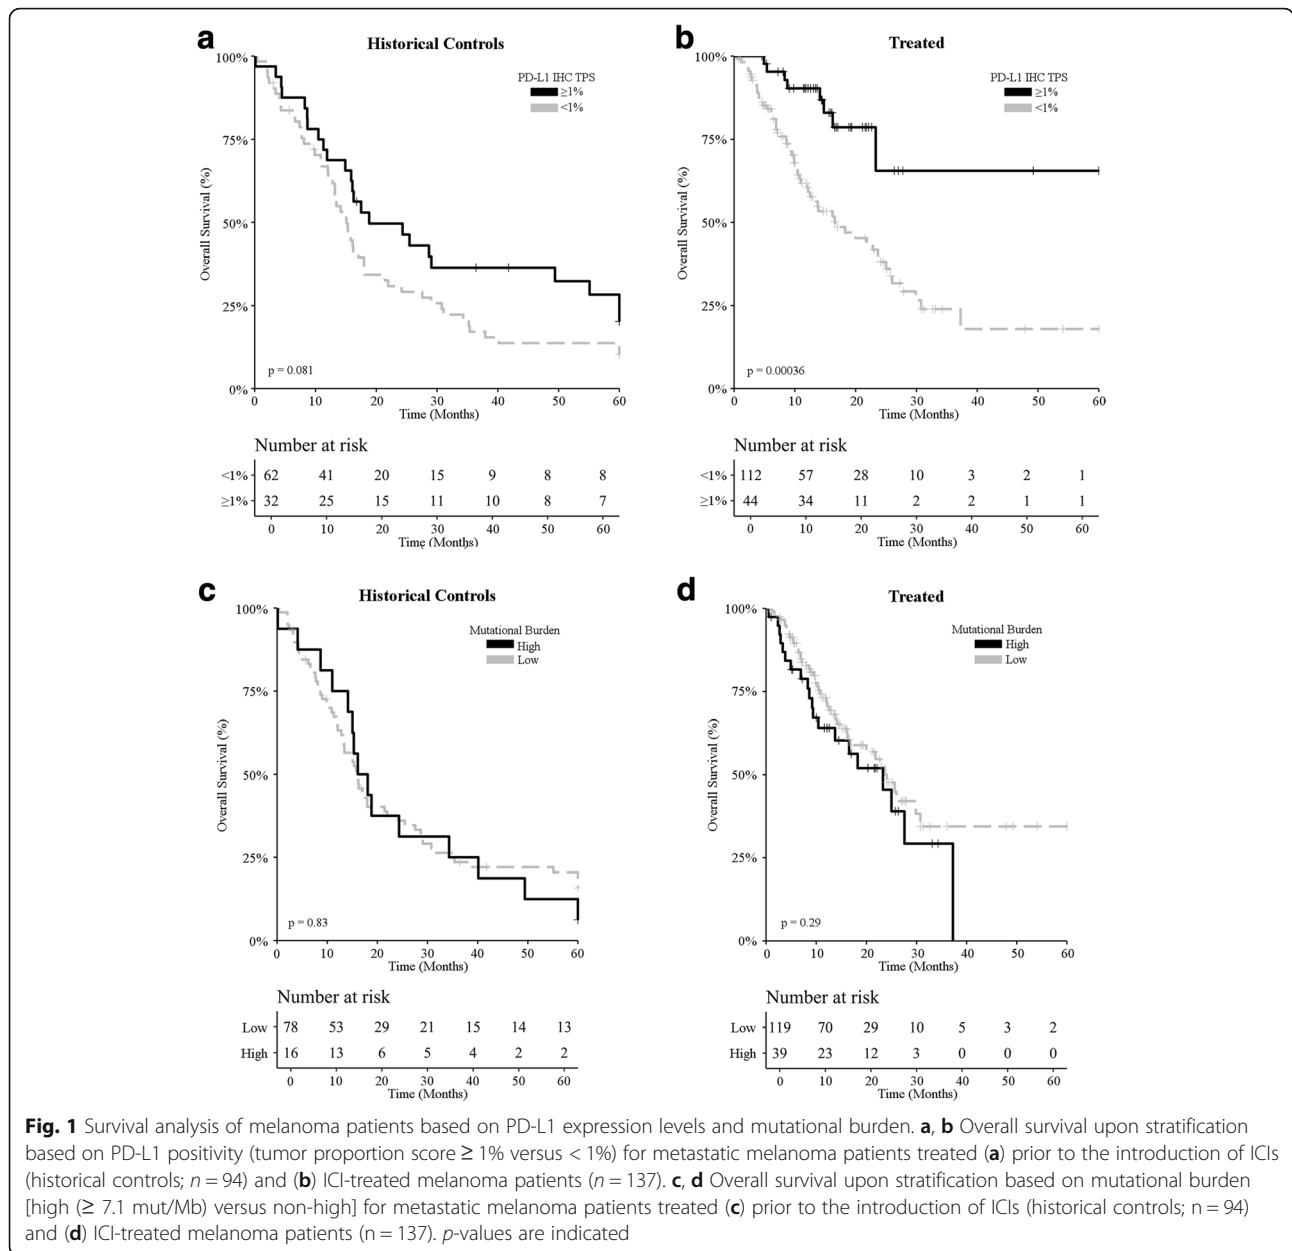 a
Historical Controls
100%
75%
50%
25%
0%
Overall Survival (%)
PD-L1 IHC TPS
≥1%
<1%
p = 0.081
0 10 20 30 40 50 60
Time (Months)
Number at risk
<1% 62 41 20 15 9 8 8
≥1% 32 25 15 11 10 8 7
0 10 20 30 40 50 60
Time (Months)
b
Treated
100%
75%
50%
25%
0%
Overall Survival (%)
PD-L1 IHC TPS
≥1%
<1%
p = 0.00036
0 10 20 30 40 50 60
Time (Months)
Number at risk
<1% 112 57 28 10 3 2 1
≥1% 44 34 11 2 2 1 1
0 10 20 30 40 50 60
Time (Months)
c
Historical Controls
100%
75%
50%
25%
0%
Overall Survival (%)
Mutational Burden
High
Low
p = 0.83
0 10 20 30 40 50 60
Time (Months)
Number at risk
Low 78 53 29 21 15 14 13
High 16 13 6 5 4 2 2
0 10 20 30 40 50 60
Time (Months)
d
Treated
100%
75%
50%
25%
0%
Overall Survival (%)
Mutational Burden
High
Low
p = 0.29
0 10 20 30 40 50 60
Time (Months)
Number at risk
Low 119 70 29 10 5 3 2
High 39 23 12 3 0 0 0
0 10 20 30 40 50 60
Time (Months)
Fig. 1 Survival analysis of melanoma patients based on PD-L1 expression levels and mutational burden. a, b Overall survival upon stratification
based on PD-L1 positivity (tumor proportion score ≥ 1% versus < 1%) for metastatic melanoma patients treated (a) prior to the introduction of ICIs
(historical controls; n = 94) and (b) ICI-treated melanoma patients (n = 137). c, d Overall survival upon stratification based on mutational burden
[high (≥ 7.1 mut/Mb) versus non-high] for metastatic melanoma patients treated (c) prior to the introduction of ICIs (historical controls; n = 94)
and (d) ICI-treated melanoma patients (n = 137). p-values are indicated